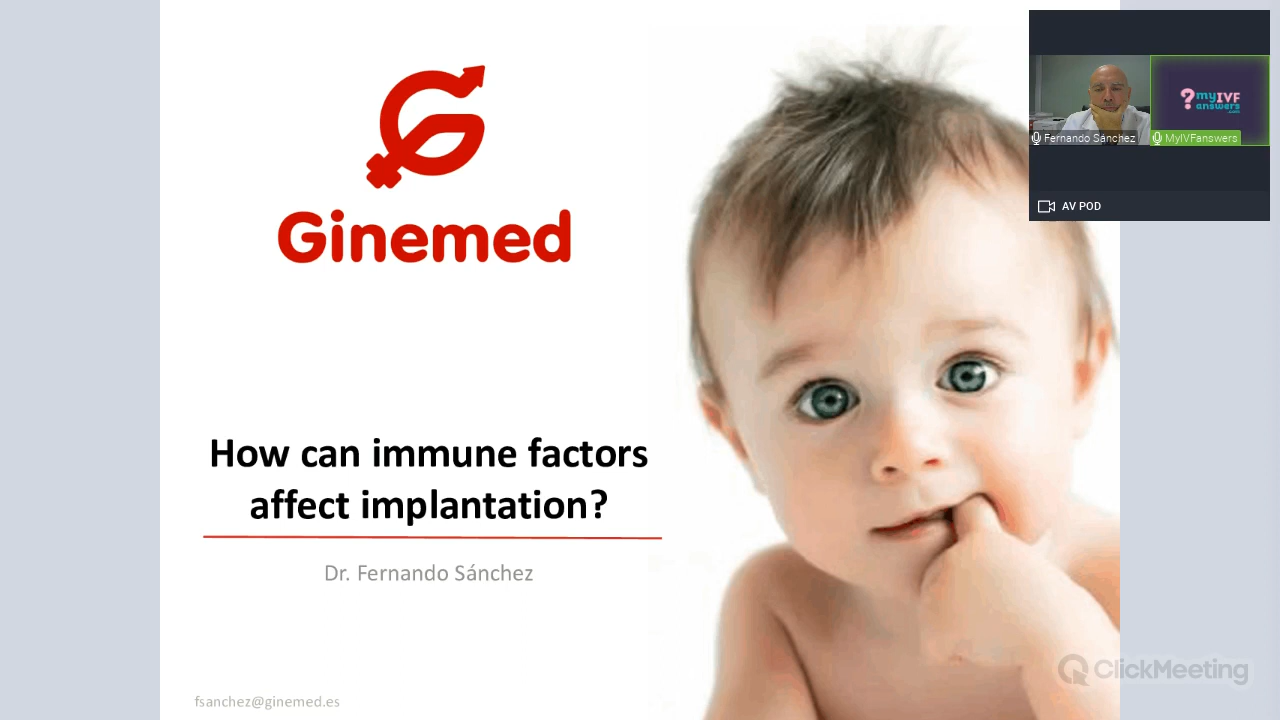 Ginemed
How can immune factors
affect implantation?
Dr. Fernando Sánchez
fsanchez@ginemed.es
Fernando Sánchez
?myIVF
answers
.com
MyIVFanswers
AV POD
ClickMeeting